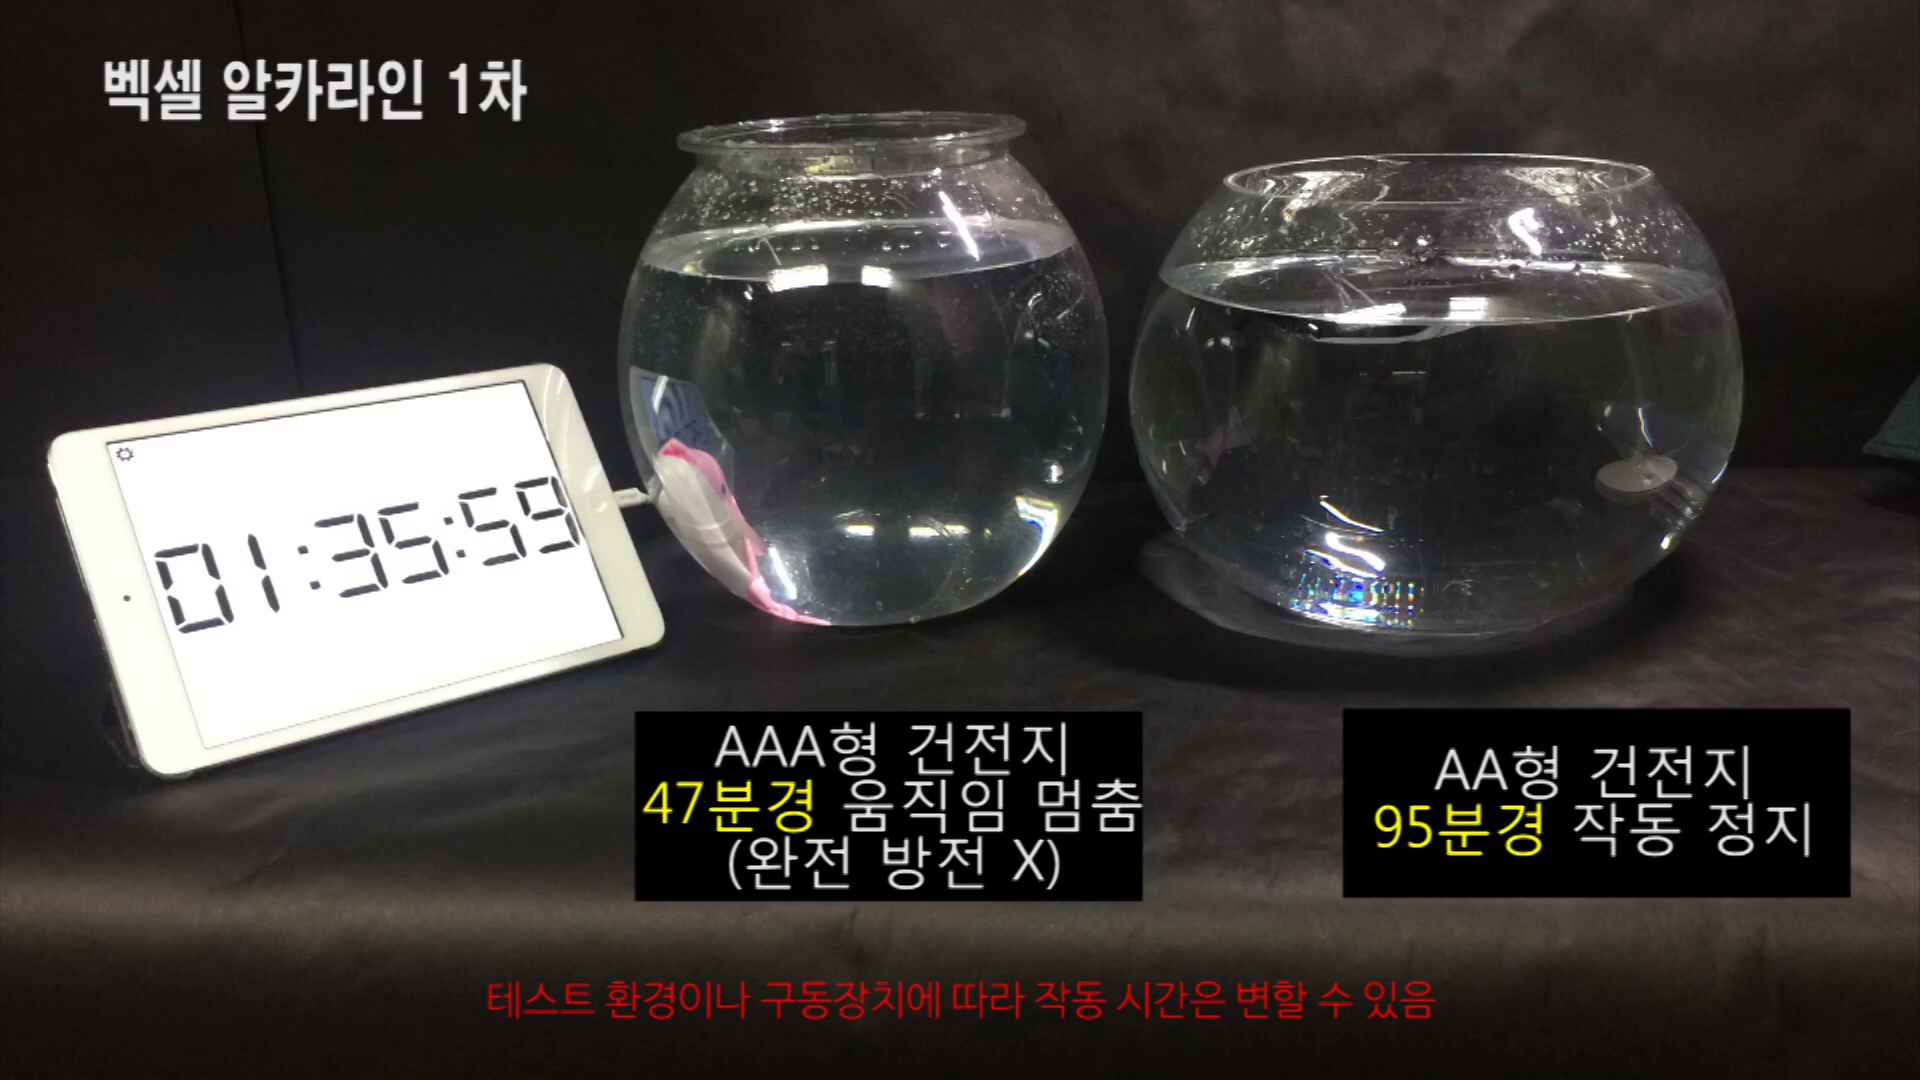 벡셀 알카라인 1차
01:35:59
AAA형 건전지
47분경 움직임 멈춤
(완전 방전 X)
AA형 건전지
95분경 작동 정지
테스트 환경이나 구동장치에 따라 작동 시간은 변할 수 있음